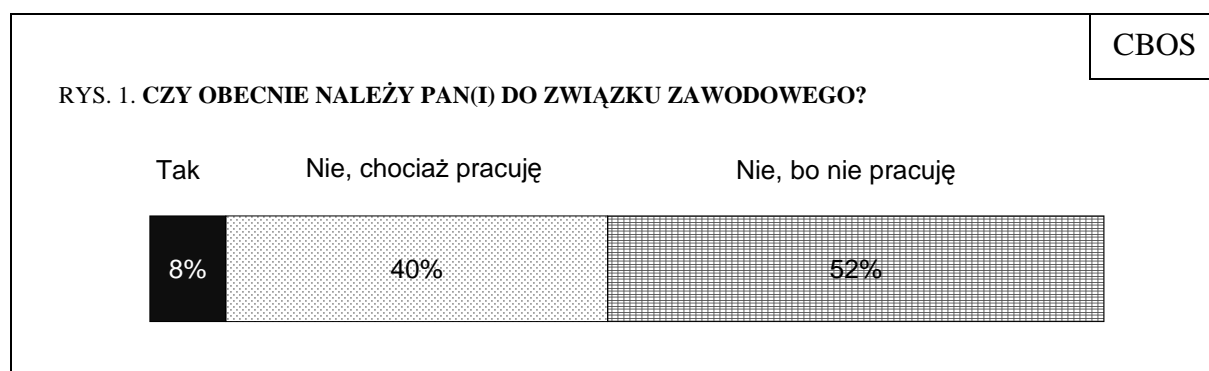 CBOS
RYS. 1. CZY OBECNIE NALEŻY PAN(I) DO ZWIĄZKU ZAWODOWEGO?
Tak Nie, chociaż pracuję Nie, bo nie pracuję
8% 40% 52%